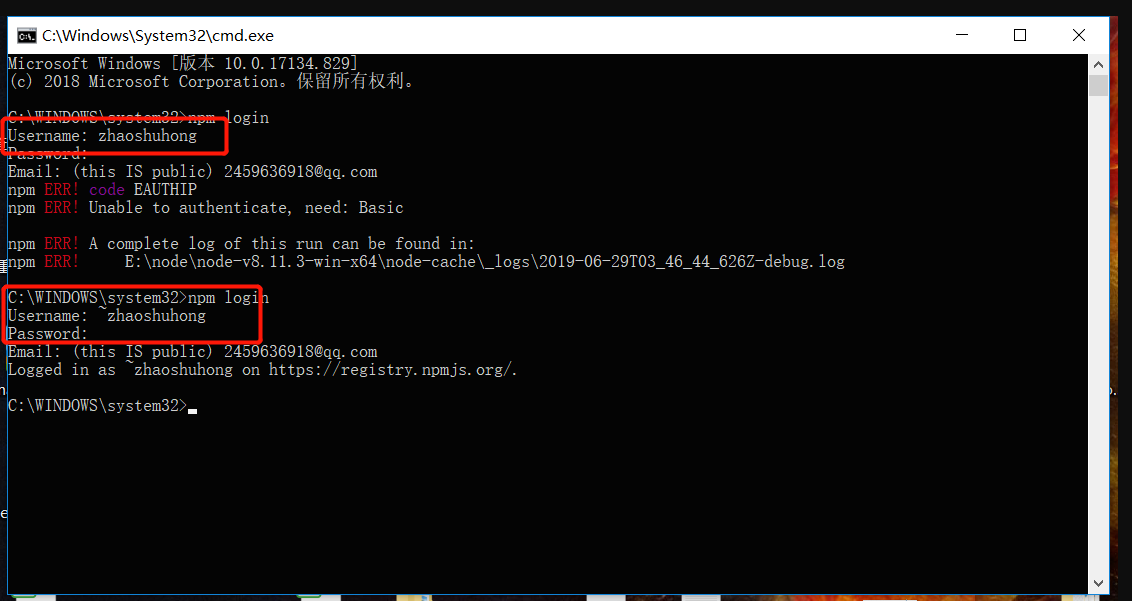 C:\Windows\System32\cmd.exe
Microsoft Windows [版本 10.0.17134.829]
(c) 2018 Microsoft Corporation。保留所有权利。
C:\WINDOWS\system32>npm login
Username: zhaoshuhong
Password:
Email: (this IS public) 2459636918@qq.com
npm ERR! code EAUTHIP
npm ERR! Unable to authenticate, need: Basic
npm ERR! A complete log of this run can be found in:
npm ERR!     E:\node\node-v8.11.3-win-x64\node-cache\_logs\2019-06-29T03_46_44_626Z-debug.log
C:\WINDOWS\system32>npm login
Username: ~zhaoshuhong
Password:
Email: (this IS public) 2459636918@qq.com
Logged in as ~zhaoshuhong on https://registry.npmjs.org/.
C:\WINDOWS\system32>